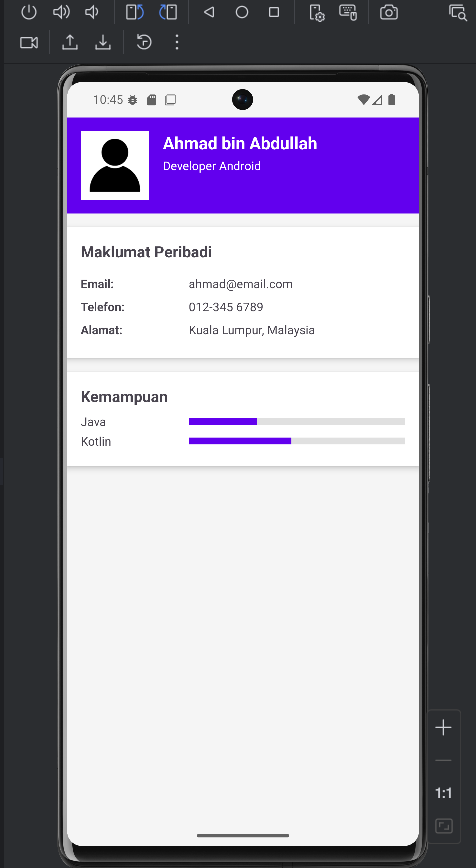 10:45
Ahmad bin Abdullah
Developer Android
Maklumat Peribadi
Email: ahmad@email.com
Telefon: 012-345 6789
Alamat: Kuala Lumpur, Malaysia
Kemampuan
Java
Kotlin
1:1